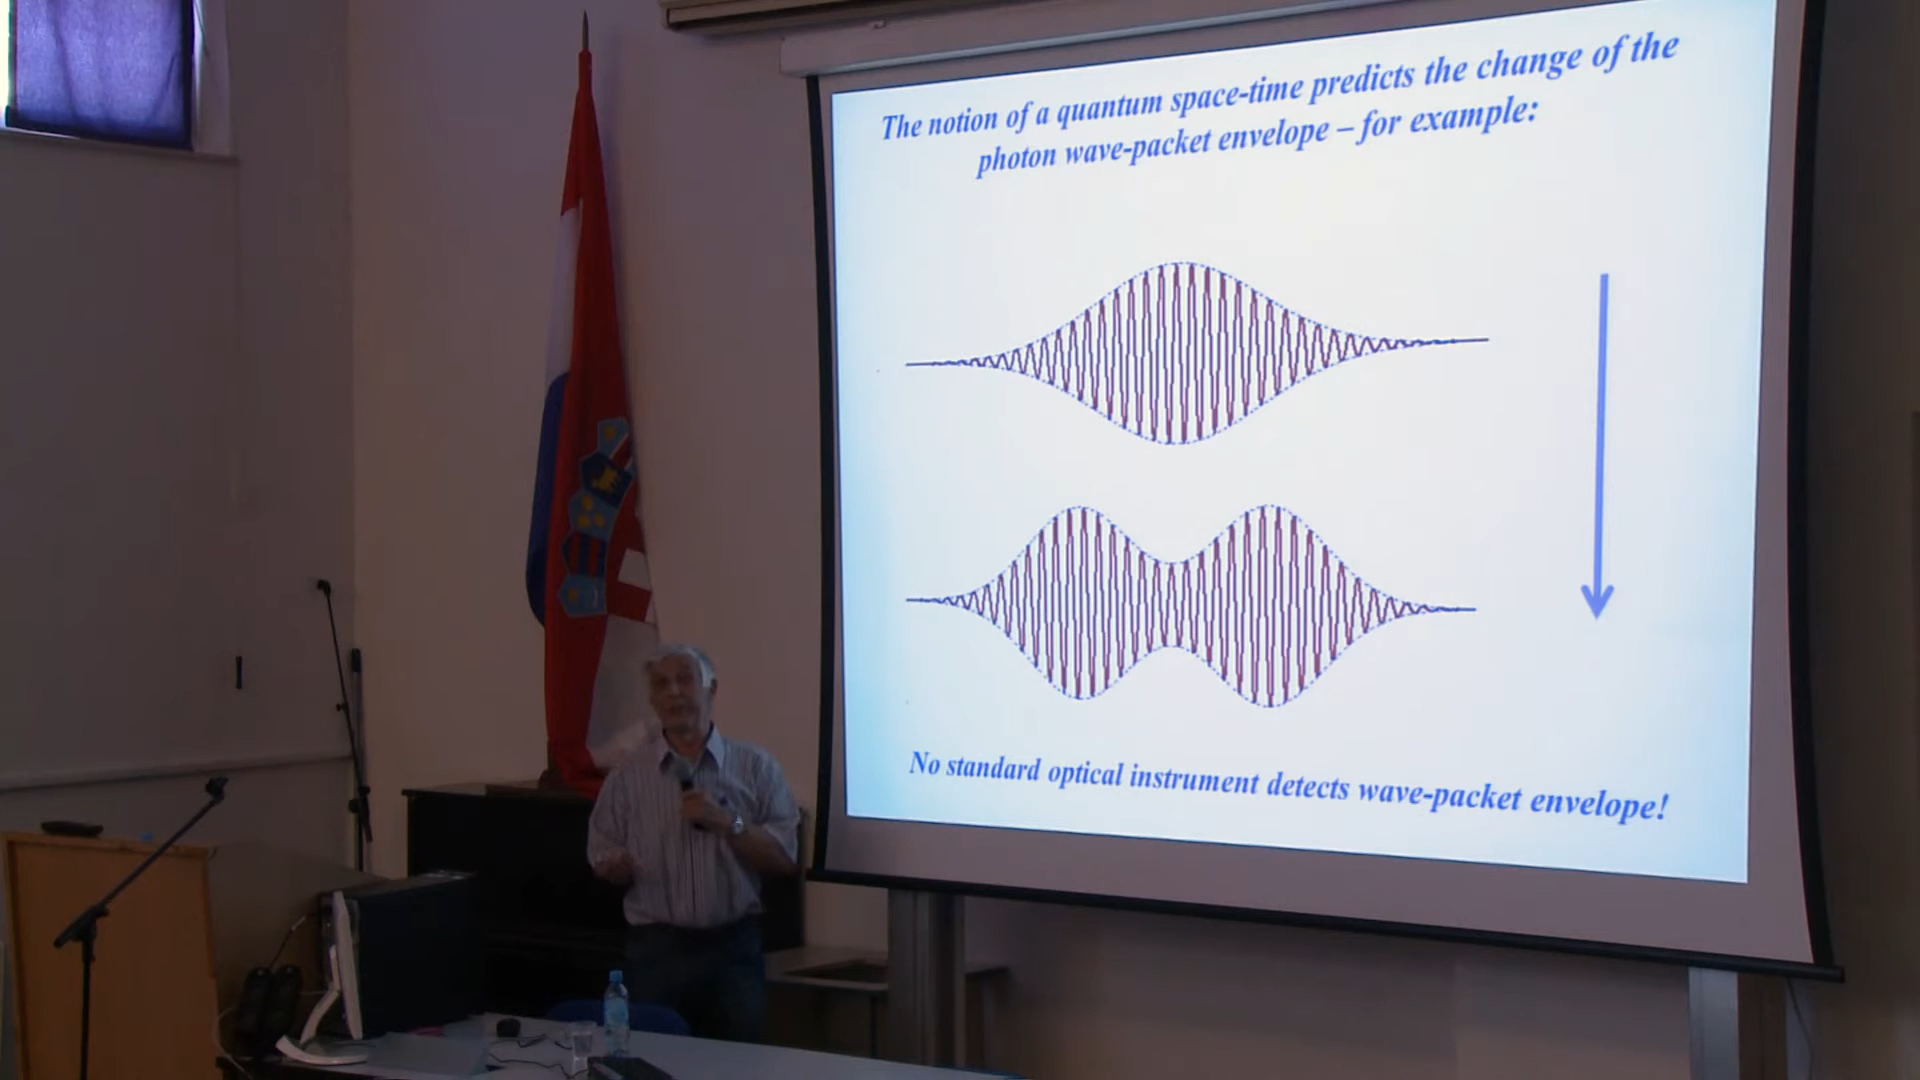 The notion of a quantum space-time predicts the change of the
photon wave-packet envelope – for example:
No standard optical instrument detects wave-packet envelope!